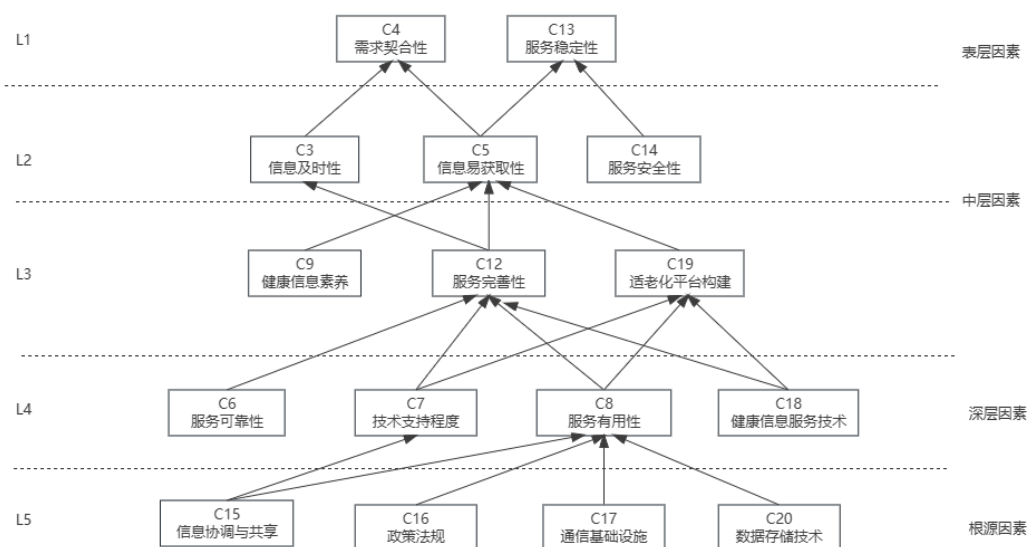 L1
C4
需求契合性
C13
服务稳定性
表层因素
L2
C3
信息及时性
C5
信息易获取性
C14
服务安全性
中层因素
L3
C9
健康信息素养
C12
服务完善性
C19
适老化平台构建
L4
C6
服务可靠性
C7
技术支持程度
C8
服务有用性
C18
健康信息服务技术
深层因素
L5
C15
信息协调与共享
C16
政策法规
C17
通信基础设施
C20
数据存储技术
根源因素